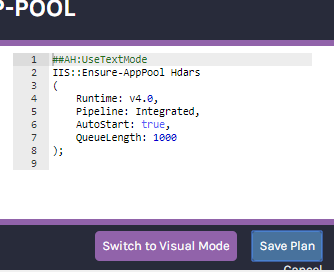 P-POOL
1 ##AH:UseTextMode
2 IIS::Ensure-AppPool Hdars
3 (
4 Runtime: v4.0,
5 Pipeline: Integrated,
6 AutoStart: true,
7 QueueLength: 1000
8 );
9
Switch to Visual Mode Save Plan
Cancel